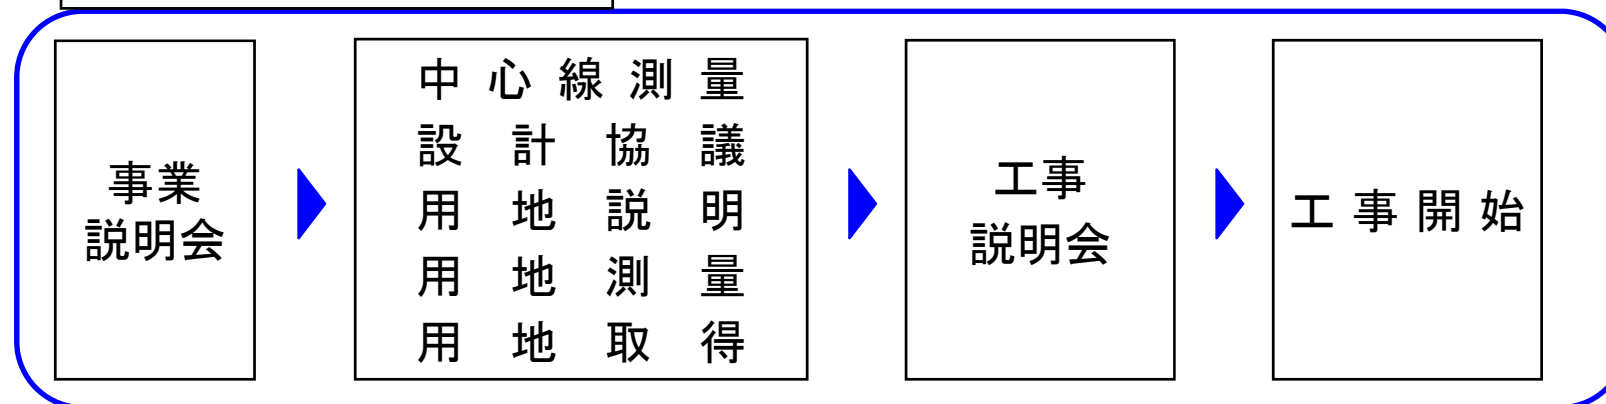 事業
説明会
中心線測量
設計協議
用地説明
用地測量
用地取得
工事
説明会
工事開始